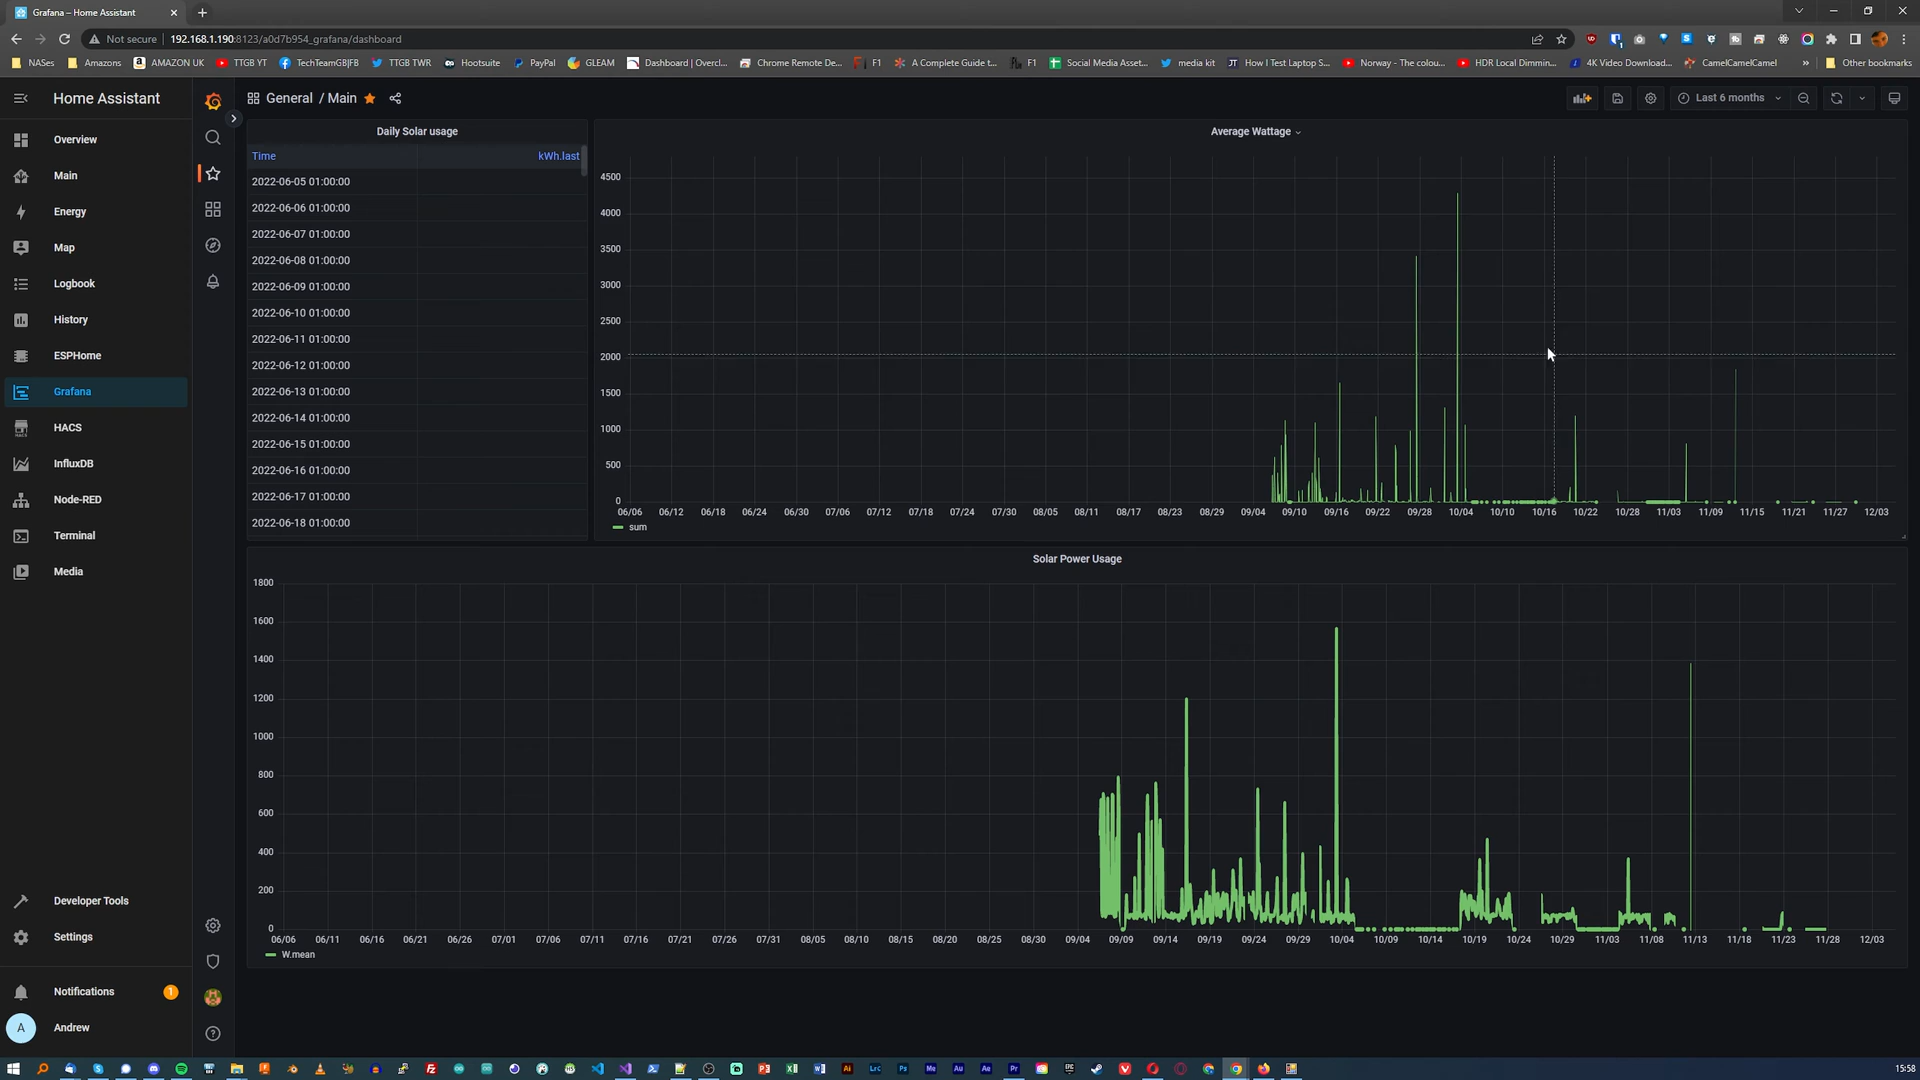 Grafana – Home Assistant
Not secure
192.168.1.190:8123/a0d7b954_grafana/dashboard
NASes
Amazons
AMAZON UK
TTGB YT
TechTeamGB|FB
TTGB TWR
Hootsuite
PayPal
GLEAM
Dashboard | Overcl...
Chrome Remote De...
F1
A Complete Guide t...
F1
Social Media Asset...
media kit
How I Test Laptop S...
Norway - The colou...
HDR Local Dimmin...
4K Video Download...
CamelCamelCamel
»
Other bookmarks
Home Assistant
General / Main
Last 6 months
Overview
Main
Energy
Map
Logbook
History
ESPHome
Grafana
HACS
InfluxDB
Node-RED
Terminal
Media
Developer Tools
Settings
Notifications
1
A
Andrew
Daily Solar usage
Time kWh.last
2022-06-05 01:00:00
2022-06-06 01:00:00
2022-06-07 01:00:00
2022-06-08 01:00:00
2022-06-09 01:00:00
2022-06-10 01:00:00
2022-06-11 01:00:00
2022-06-12 01:00:00
2022-06-13 01:00:00
2022-06-14 01:00:00
2022-06-15 01:00:00
2022-06-16 01:00:00
2022-06-17 01:00:00
2022-06-18 01:00:00
Average Wattage
4500
4000
3500
3000
2500
2000
1500
1000
500
0
06/06 06/12 06/18 06/24 06/30 07/06 07/12 07/18 07/24 07/30 08/05 08/11 08/17 08/23 08/29 09/04 09/10 09/16 09/22 09/28 10/04 10/10 10/16 10/22 10/28 11/03 11/09 11/15 11/21 11/27 12/03
sum
Solar Power Usage
1800
1600
1400
1200
1000
800
600
400
200
0
06/06 06/11 06/16 06/21 06/26 07/01 07/06 07/11 07/16 07/21 07/26 07/31 08/05 08/10 08/15 08/20 08/25 08/30 09/04 09/09 09/14 09/19 09/24 09/29 10/04 10/09 10/14 10/19 10/24 10/29 11/03 11/08 11/13 11/18 11/23 11/28 12/03
W.mean
15:58